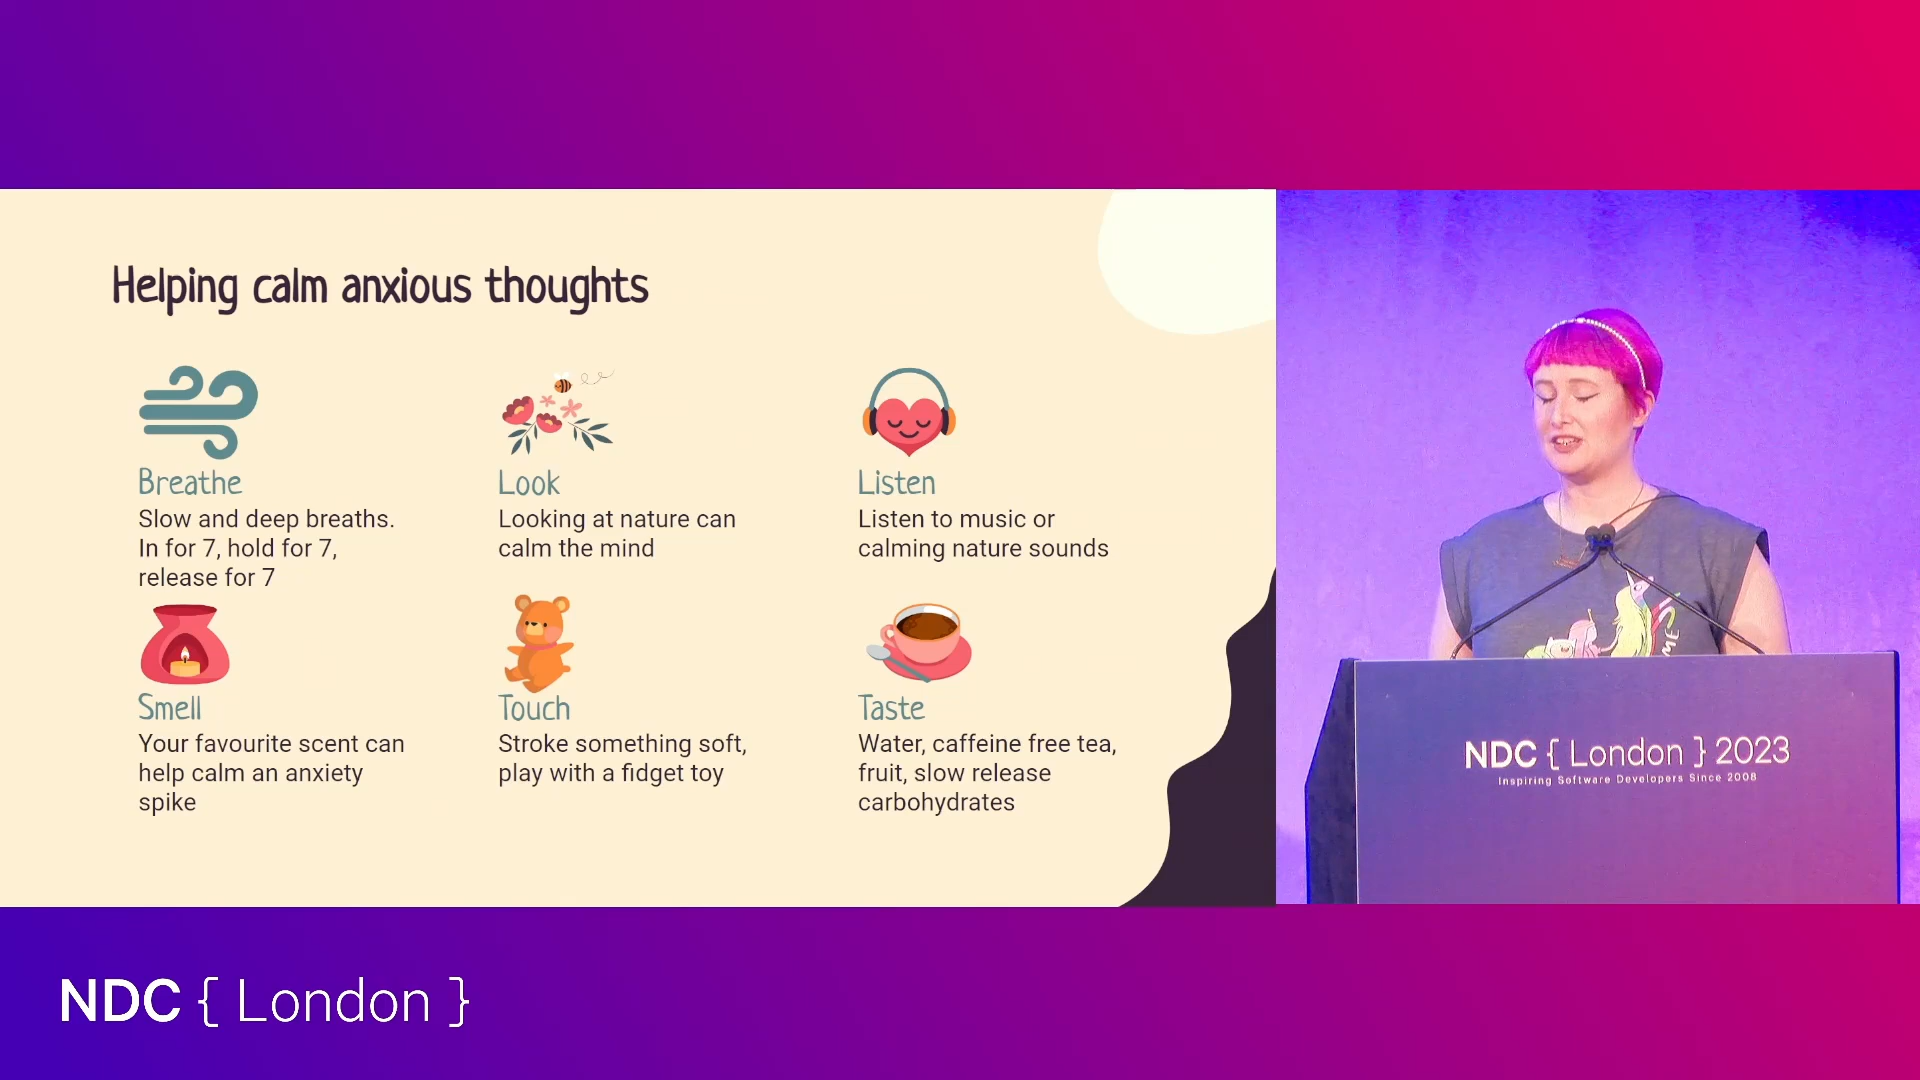 Helping calm anxious thoughts
Breathe
Slow and deep breaths.
In for 7, hold for 7,
release for 7
Look
Looking at nature can
calm the mind
Listen
Listen to music or
calming nature sounds
Smell
Your favourite scent can
help calm an anxiety
spike
Touch
Stroke something soft,
play with a fidget toy
Taste
Water, caffeine free tea,
fruit, slow release
carbohydrates
NDC { London } 2023
Inspiring Software Developers Since 2008
NDC { London }